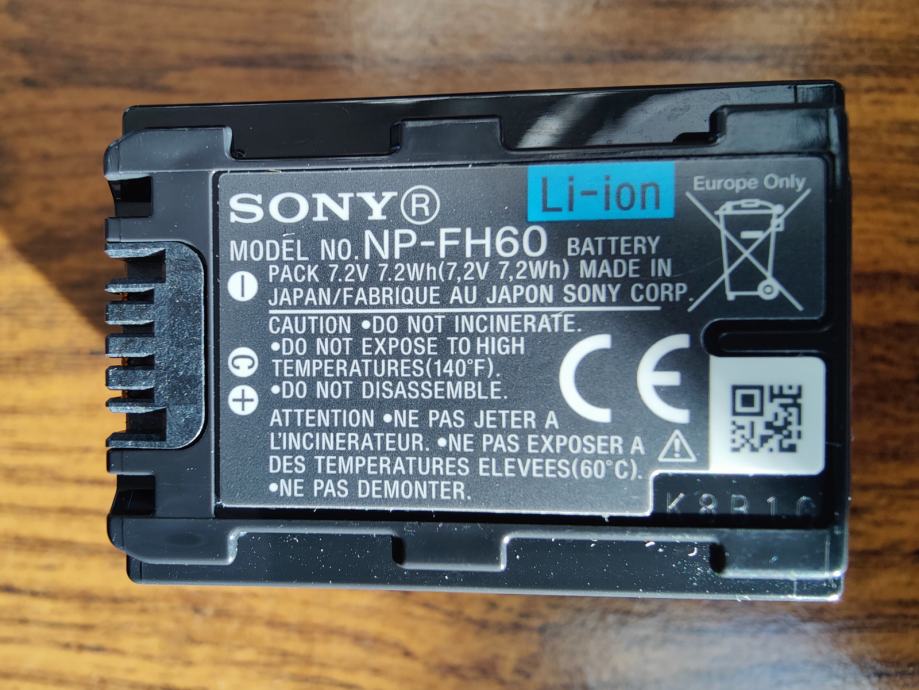 SONY®
Li-ion
Europe Only
MODEL NO. NP-FH60 BATTERY
PACK 7.2V 7.2Wh(7,2V 7,2Wh) MADE IN
JAPAN/FABRIQUE AU JAPON SONY CORP.
CAUTION •DO NOT INCINERATE.
•DO NOT EXPOSE TO HIGH
TEMPERATURES(140°F).
•DO NOT DISASSEMBLE.
ATTENTION •NE PAS JETER A
L'INCINERATEUR. •NE PAS EXPOSER A
DES TEMPERATURES ELEVEES(60°C).
•NE PAS DEMONTER.
C
CE